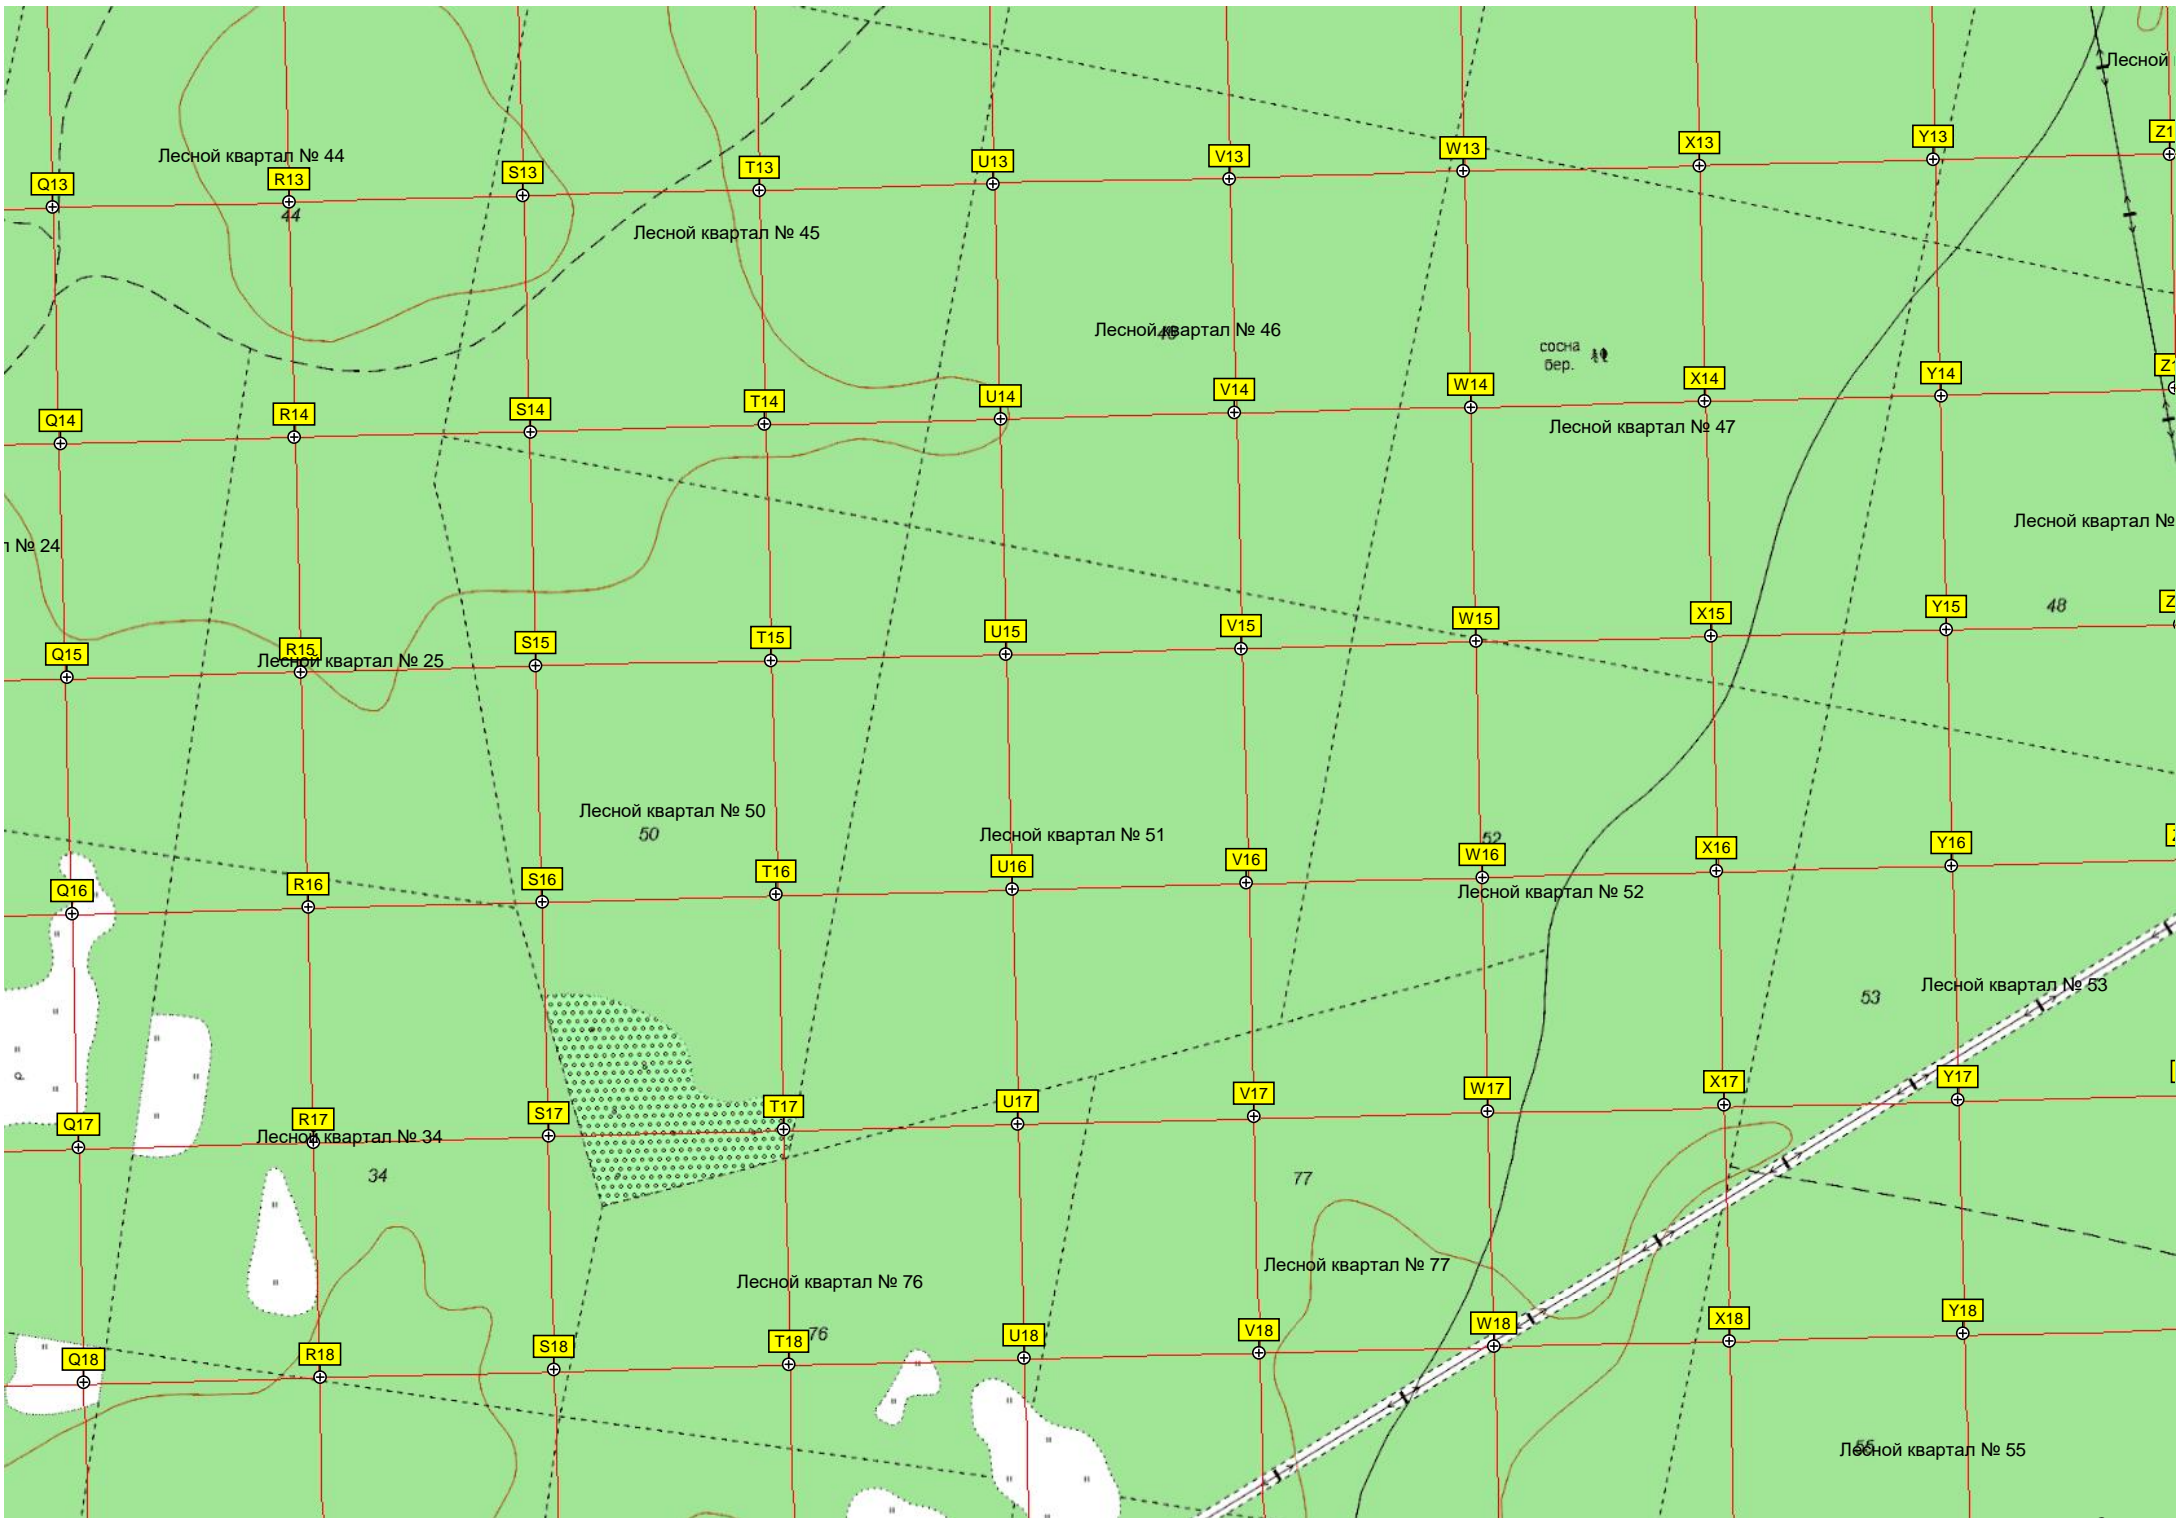 Лесной
Z1
Y13
X13
W13
V13
U13
T13
S13
Лесной квартал № 44
R13
Q13
44
Лесной квартал № 45
Лесной квартал № 46
46
сосна
бер.
Z1
Y14
X14
W14
V14
U14
T14
S14
R14
Q14
Лесной квартал № 47
Лесной квартал №
№ 24
48
Z
Y15
X15
W15
V15
U15
T15
S15
R15
Q15
Лесной квартал № 25
Лесной квартал № 50
50
Лесной квартал № 51
52
Z
Y16
X16
W16
V16
U16
T16
S16
R16
Q16
Лесной квартал № 52
Лесной квартал № 53
53
Y17
X17
W17
V17
U17
T17
S17
R17
Q17
Лесной квартал № 34
34
77
Лесной квартал № 77
Лесной квартал № 76
76
Y18
X18
W18
V18
U18
T18
S18
R18
Q18
Лесной квартал № 55
55